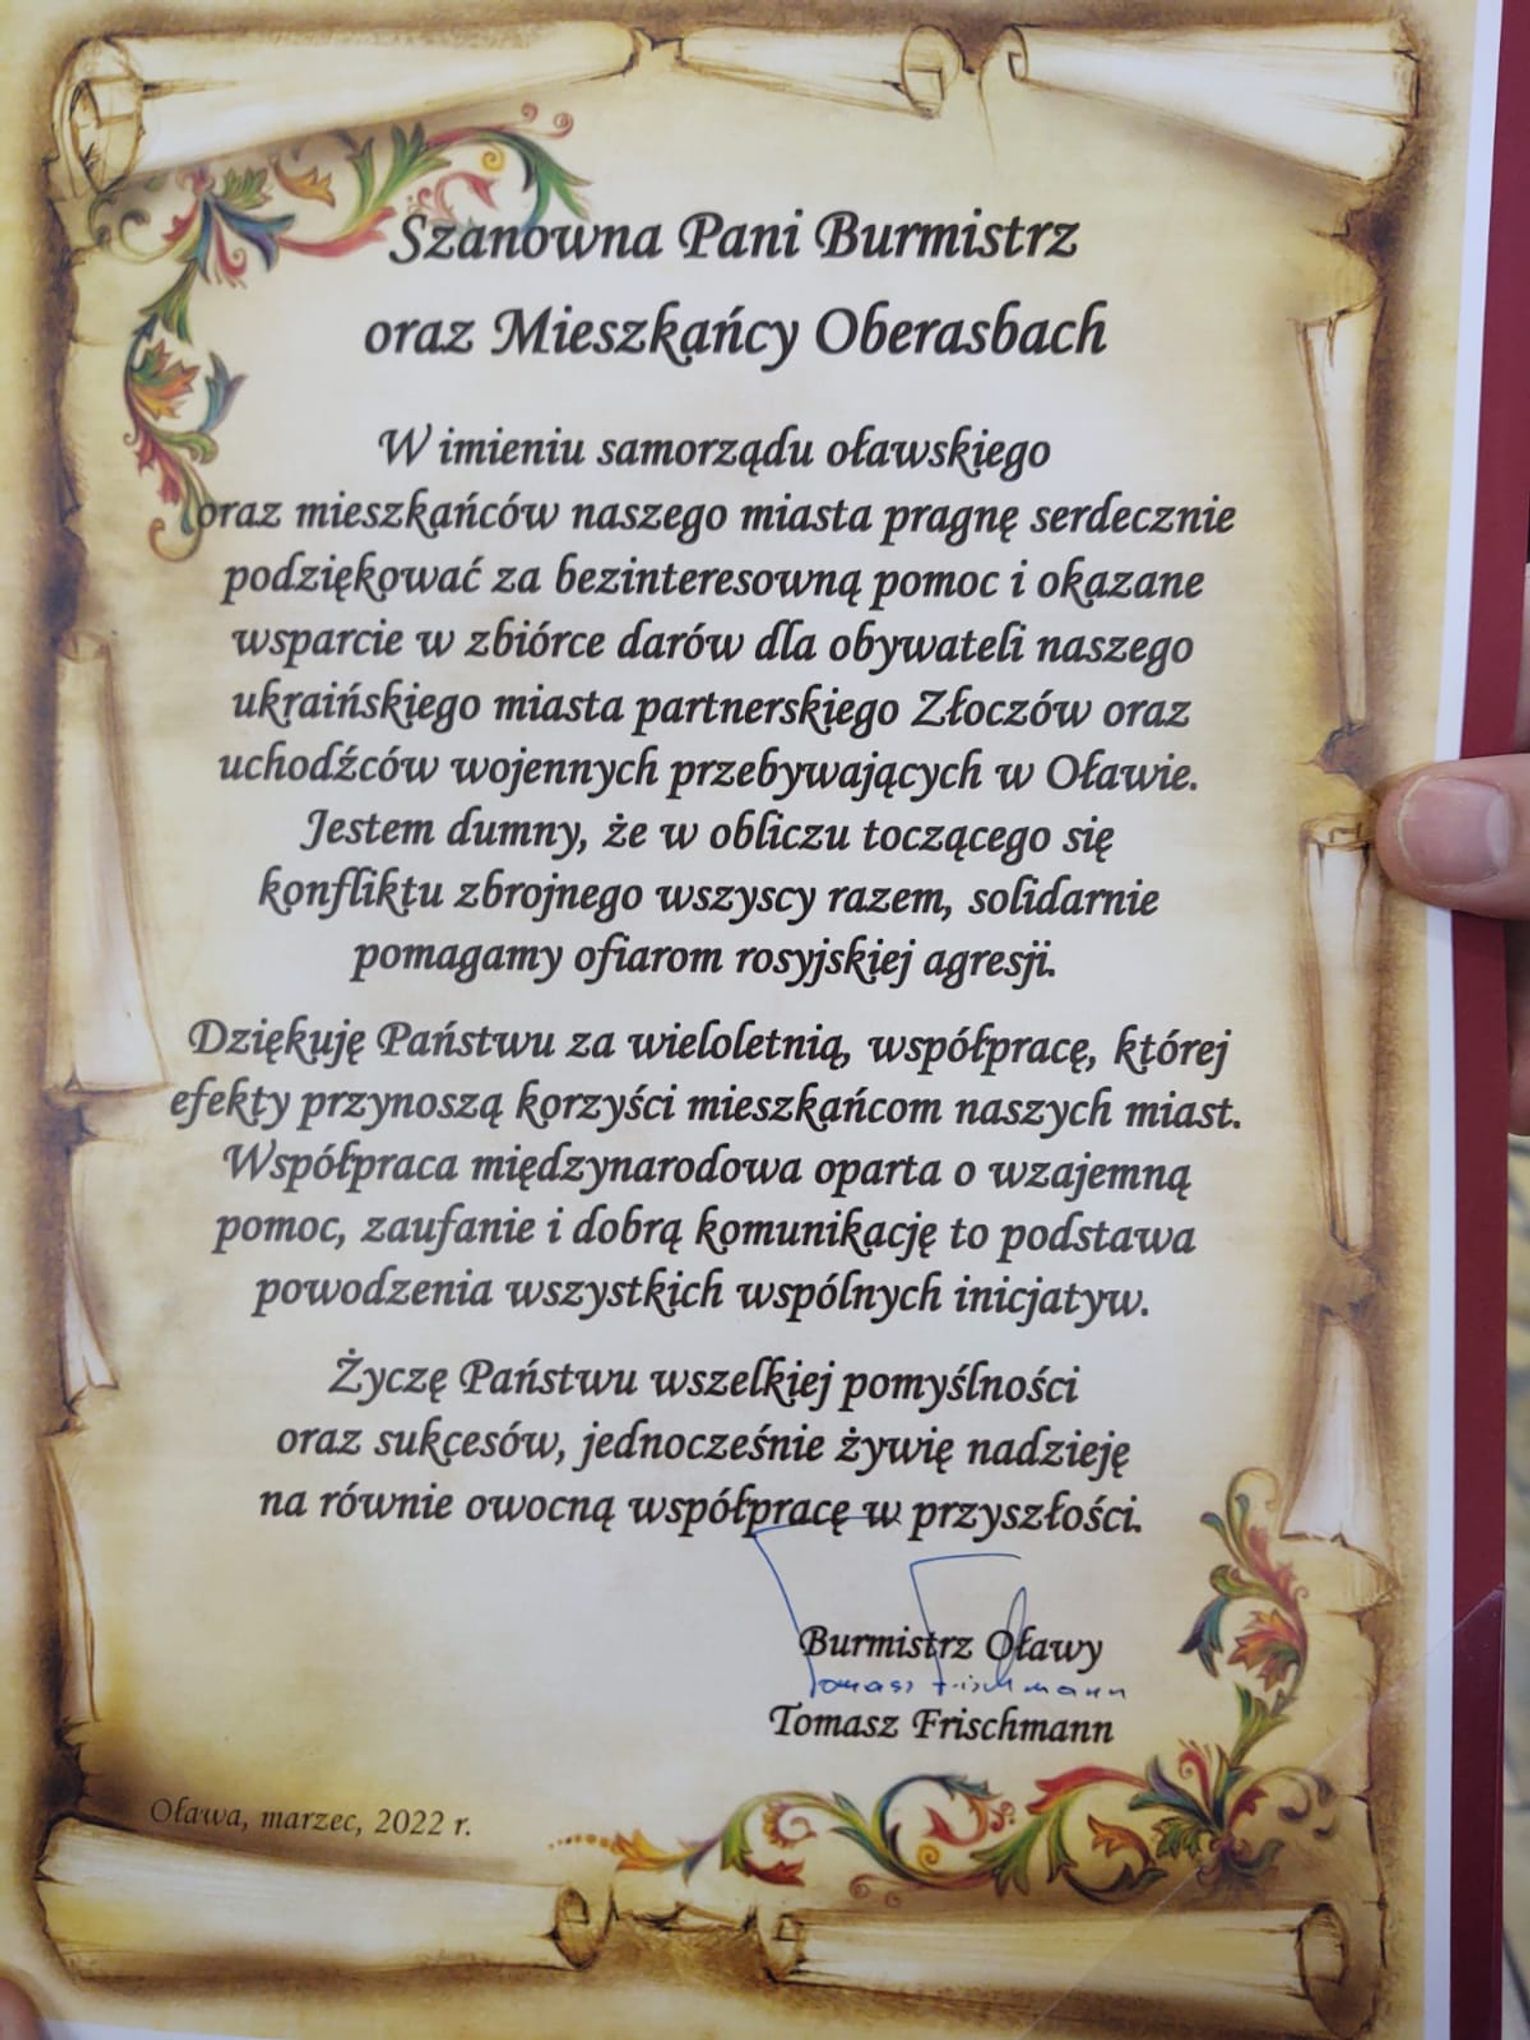 Szanowna Pani Burmistrz
oraz Mieszkańcy Oberasbach
W imieniu samorządu oławskiego
oraz mieszkańców naszego miasta pragnę serdecznie
podziękować za bezinteresowną pomoc i okazane
wsparcie w zbiórce darów dla obywateli naszego
ukraińskiego miasta partnerskiego Złoczów oraz
uchodźców wojennych przebywających w Oławie.
Jestem dumny, że w obliczu toczącego się
konfliktu zbrojnego wszyscy razem, solidarnie
pomagamy ofiarom rosyjskiej agresji.
Dziękuję Państwu za wieloletnią, współpracę, której
efekty przynoszą korzyści mieszkańcom naszych miast.
Współpraca międzynarodowa oparta o wzajemną
pomoc, zaufanie i dobrą komunikację to podstawa
powodzenia wszystkich wspólnych inicjatyw.
Życzę Państwu wszelkiej pomyślności
oraz sukcesów, jednocześnie żywię nadzieję
na równie owocną współpracę w przyszłości.
Burmistrz Oławy
Tomasz Frischmann
Tomasz Frischmann
Oława, marzec, 2022 r.